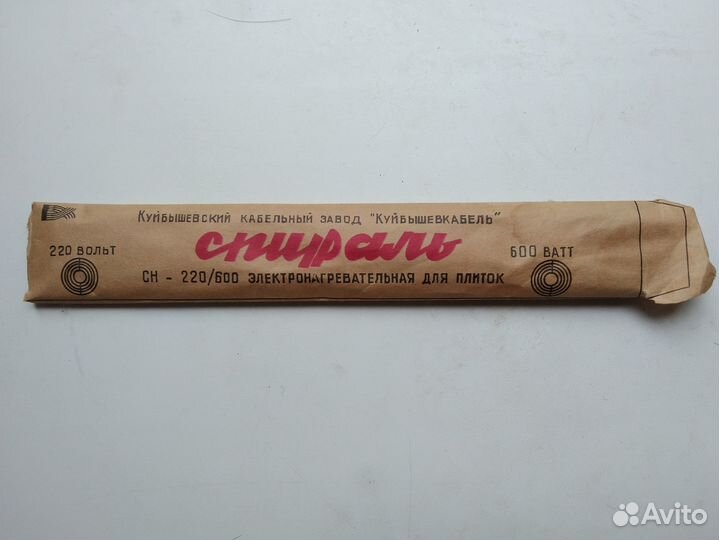 Куйбышевский кабельный завод "Куйбышевкабель"
спираль
220 вольт
600 ватт
СН - 220/600 электронагревательная для плиток
Avito